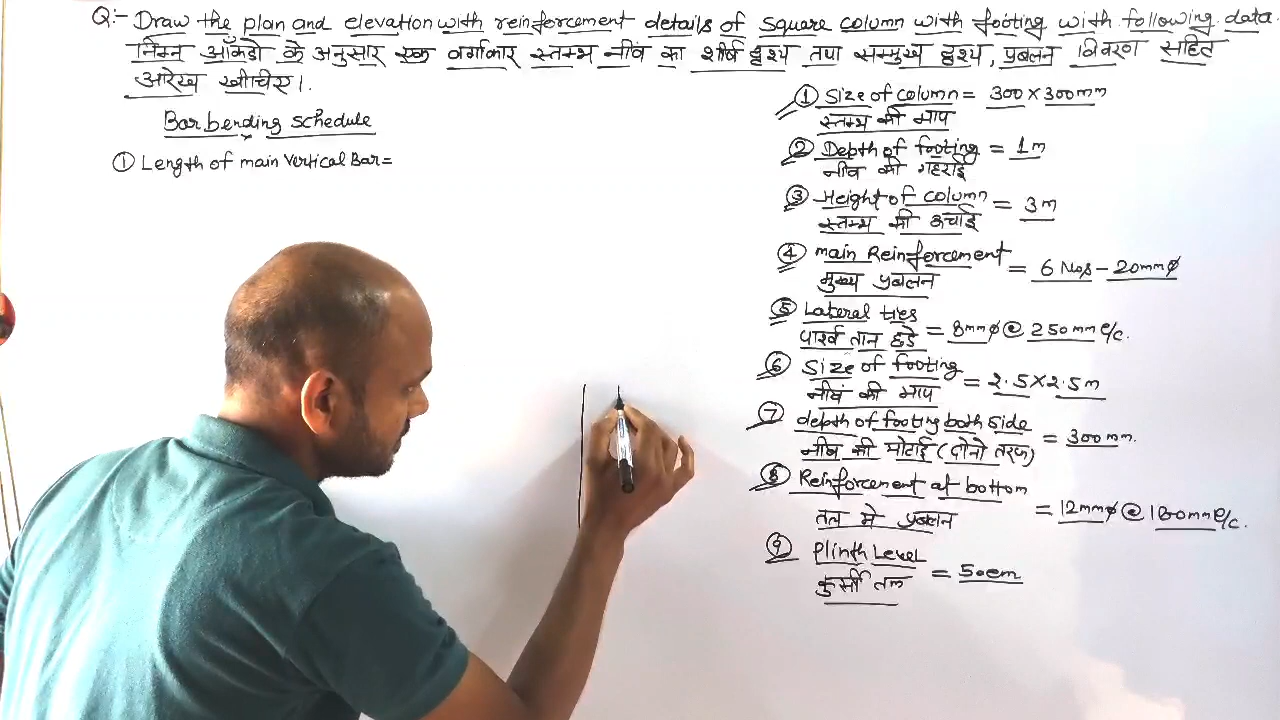 Q:- Draw the plan and elevation with reinforcement details of square column with footing with following data.
निम्न आँकडो के अनुसार एक वर्गाकार स्तम्भ नींव का शीर्ष दृश्य तथा सम्मुख दृश्य, प्रबलन विवरण सहित
आरेख खीचिए।
Bar bending schedule
① Length of main vertical Bar=
① Size of column = 300 × 300mm
स्तम्भ की माप
② Depth of footing = 1m
नींव की गहराई
③ Height of column = 3m
स्तम्भ की ऊचाई
④ main Reinforcement = 6 Nos - 20mmϕ
मुख्य प्रबलन
⑤ Lateral ties = 8mmϕ @ 250mm c/c.
पार्श्व तान छडे
⑥ Size of footing = 2.5 × 2.5m
नींव की माप
⑦ depth of footing both side = 300mm.
नींव की मोटाई (दोनो तरफ)
⑧ Reinforcement at bottom = 12mmϕ @ 180mm c/c.
तल मे प्रबलन
⑨ Plinth Level = 50cm
कुर्सी तल